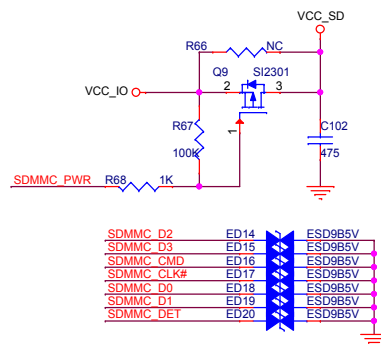 VCC_SD
R66 NC
Q9 SI2301
VCC_IO 2 3
R67 1 C102
100K 475
SDMMC_PWR R68 1K
SDMMC_D2 ED14 ESD9B5V
SDMMC_D3 ED15 ESD9B5V
SDMMC_CMD ED16 ESD9B5V
SDMMC_CLK# ED17 ESD9B5V
SDMMC_D0 ED18 ESD9B5V
SDMMC_D1 ED19 ESD9B5V
SDMMC_DET ED20 ESD9B5V